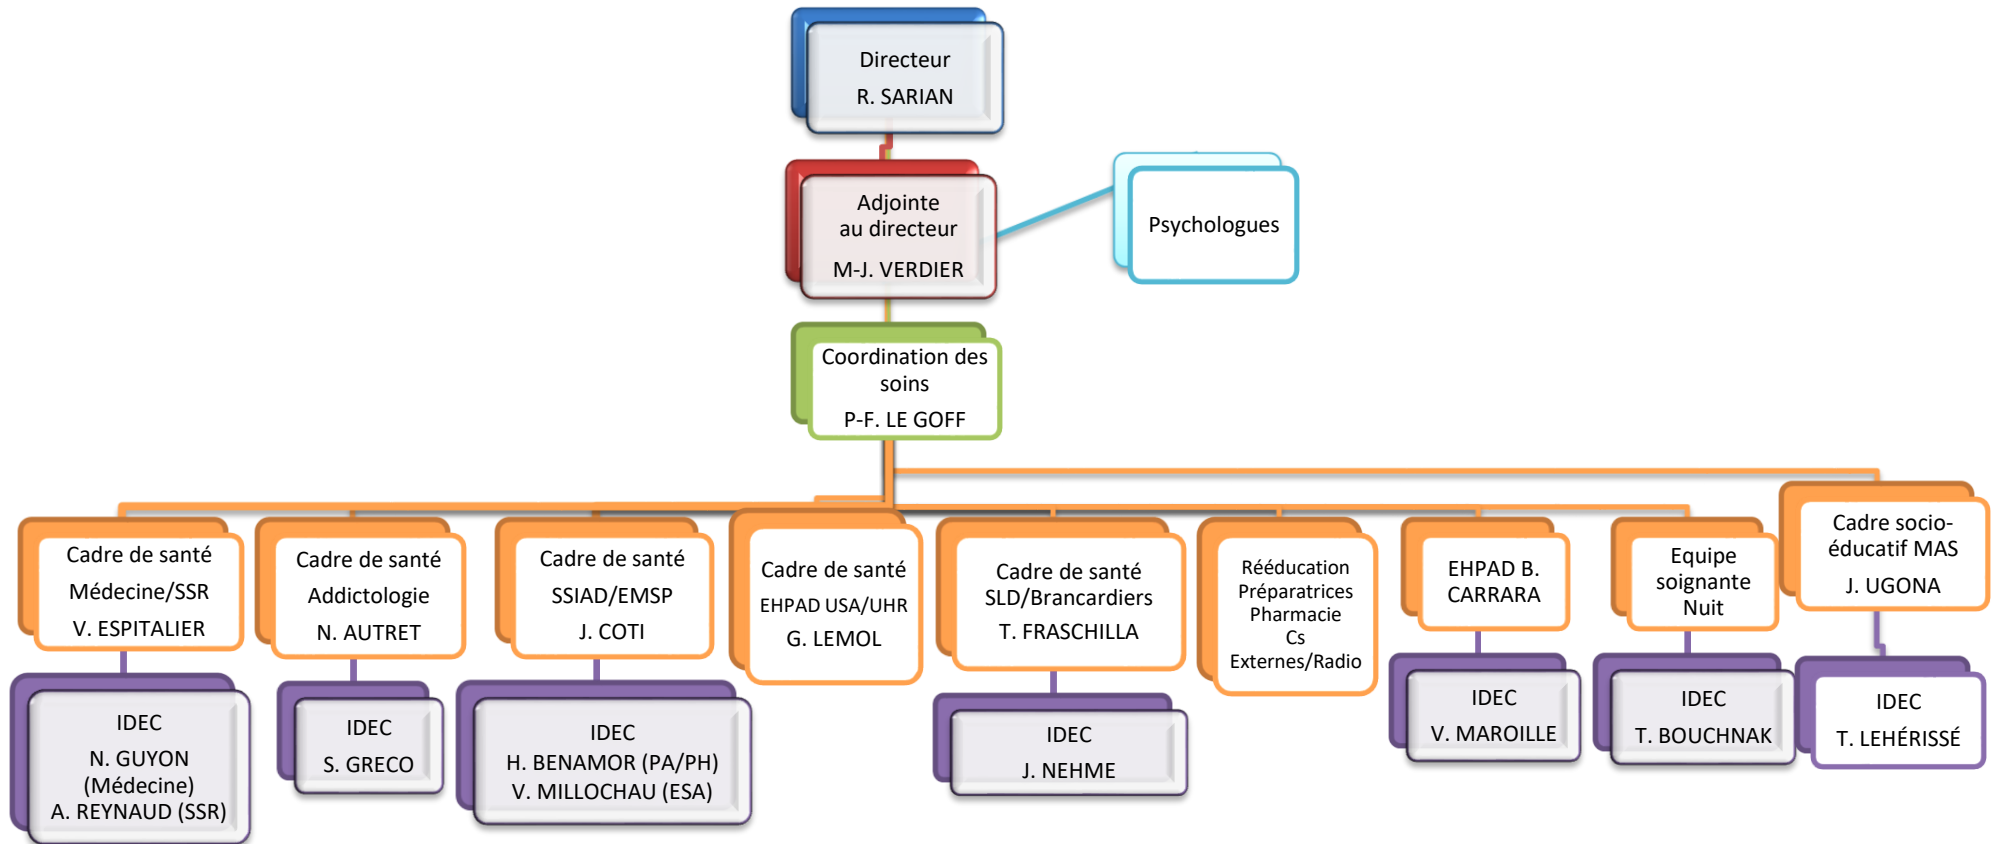 Directeur
R. SARIAN
Adjointe
au directeur
M-J. VERDIER
Psychologues
Coordination des
soins
P-F. LE GOFF
Cadre de santé
Médecine/SSR
V. ESPITALIER
Cadre de santé
Addictologie
N. AUTRET
Cadre de santé
SSIAD/EMSP
J. COTI
Cadre de santé
EHPAD USA/UHR
G. LEMOL
Cadre de santé
SLD/Brancardiers
T. FRASCHILLA
Rééducation
Préparatrices
Pharmacie
Cs
Externes/Radio
EHPAD B.
CARRARA
Equipe
soignante
Nuit
Cadre socio-
éducatif MAS
J. UGONA
IDEC
N. GUYON
(Médecine)
A. REYNAUD (SSR)
IDEC
S. GRECO
IDEC
H. BENAMOR (PA/PH)
V. MILLOCHAU (ESA)
IDEC
J. NEHME
IDEC
V. MAROILLE
IDEC
T. BOUCHNAK
IDEC
T. LEHÉRISSÉ